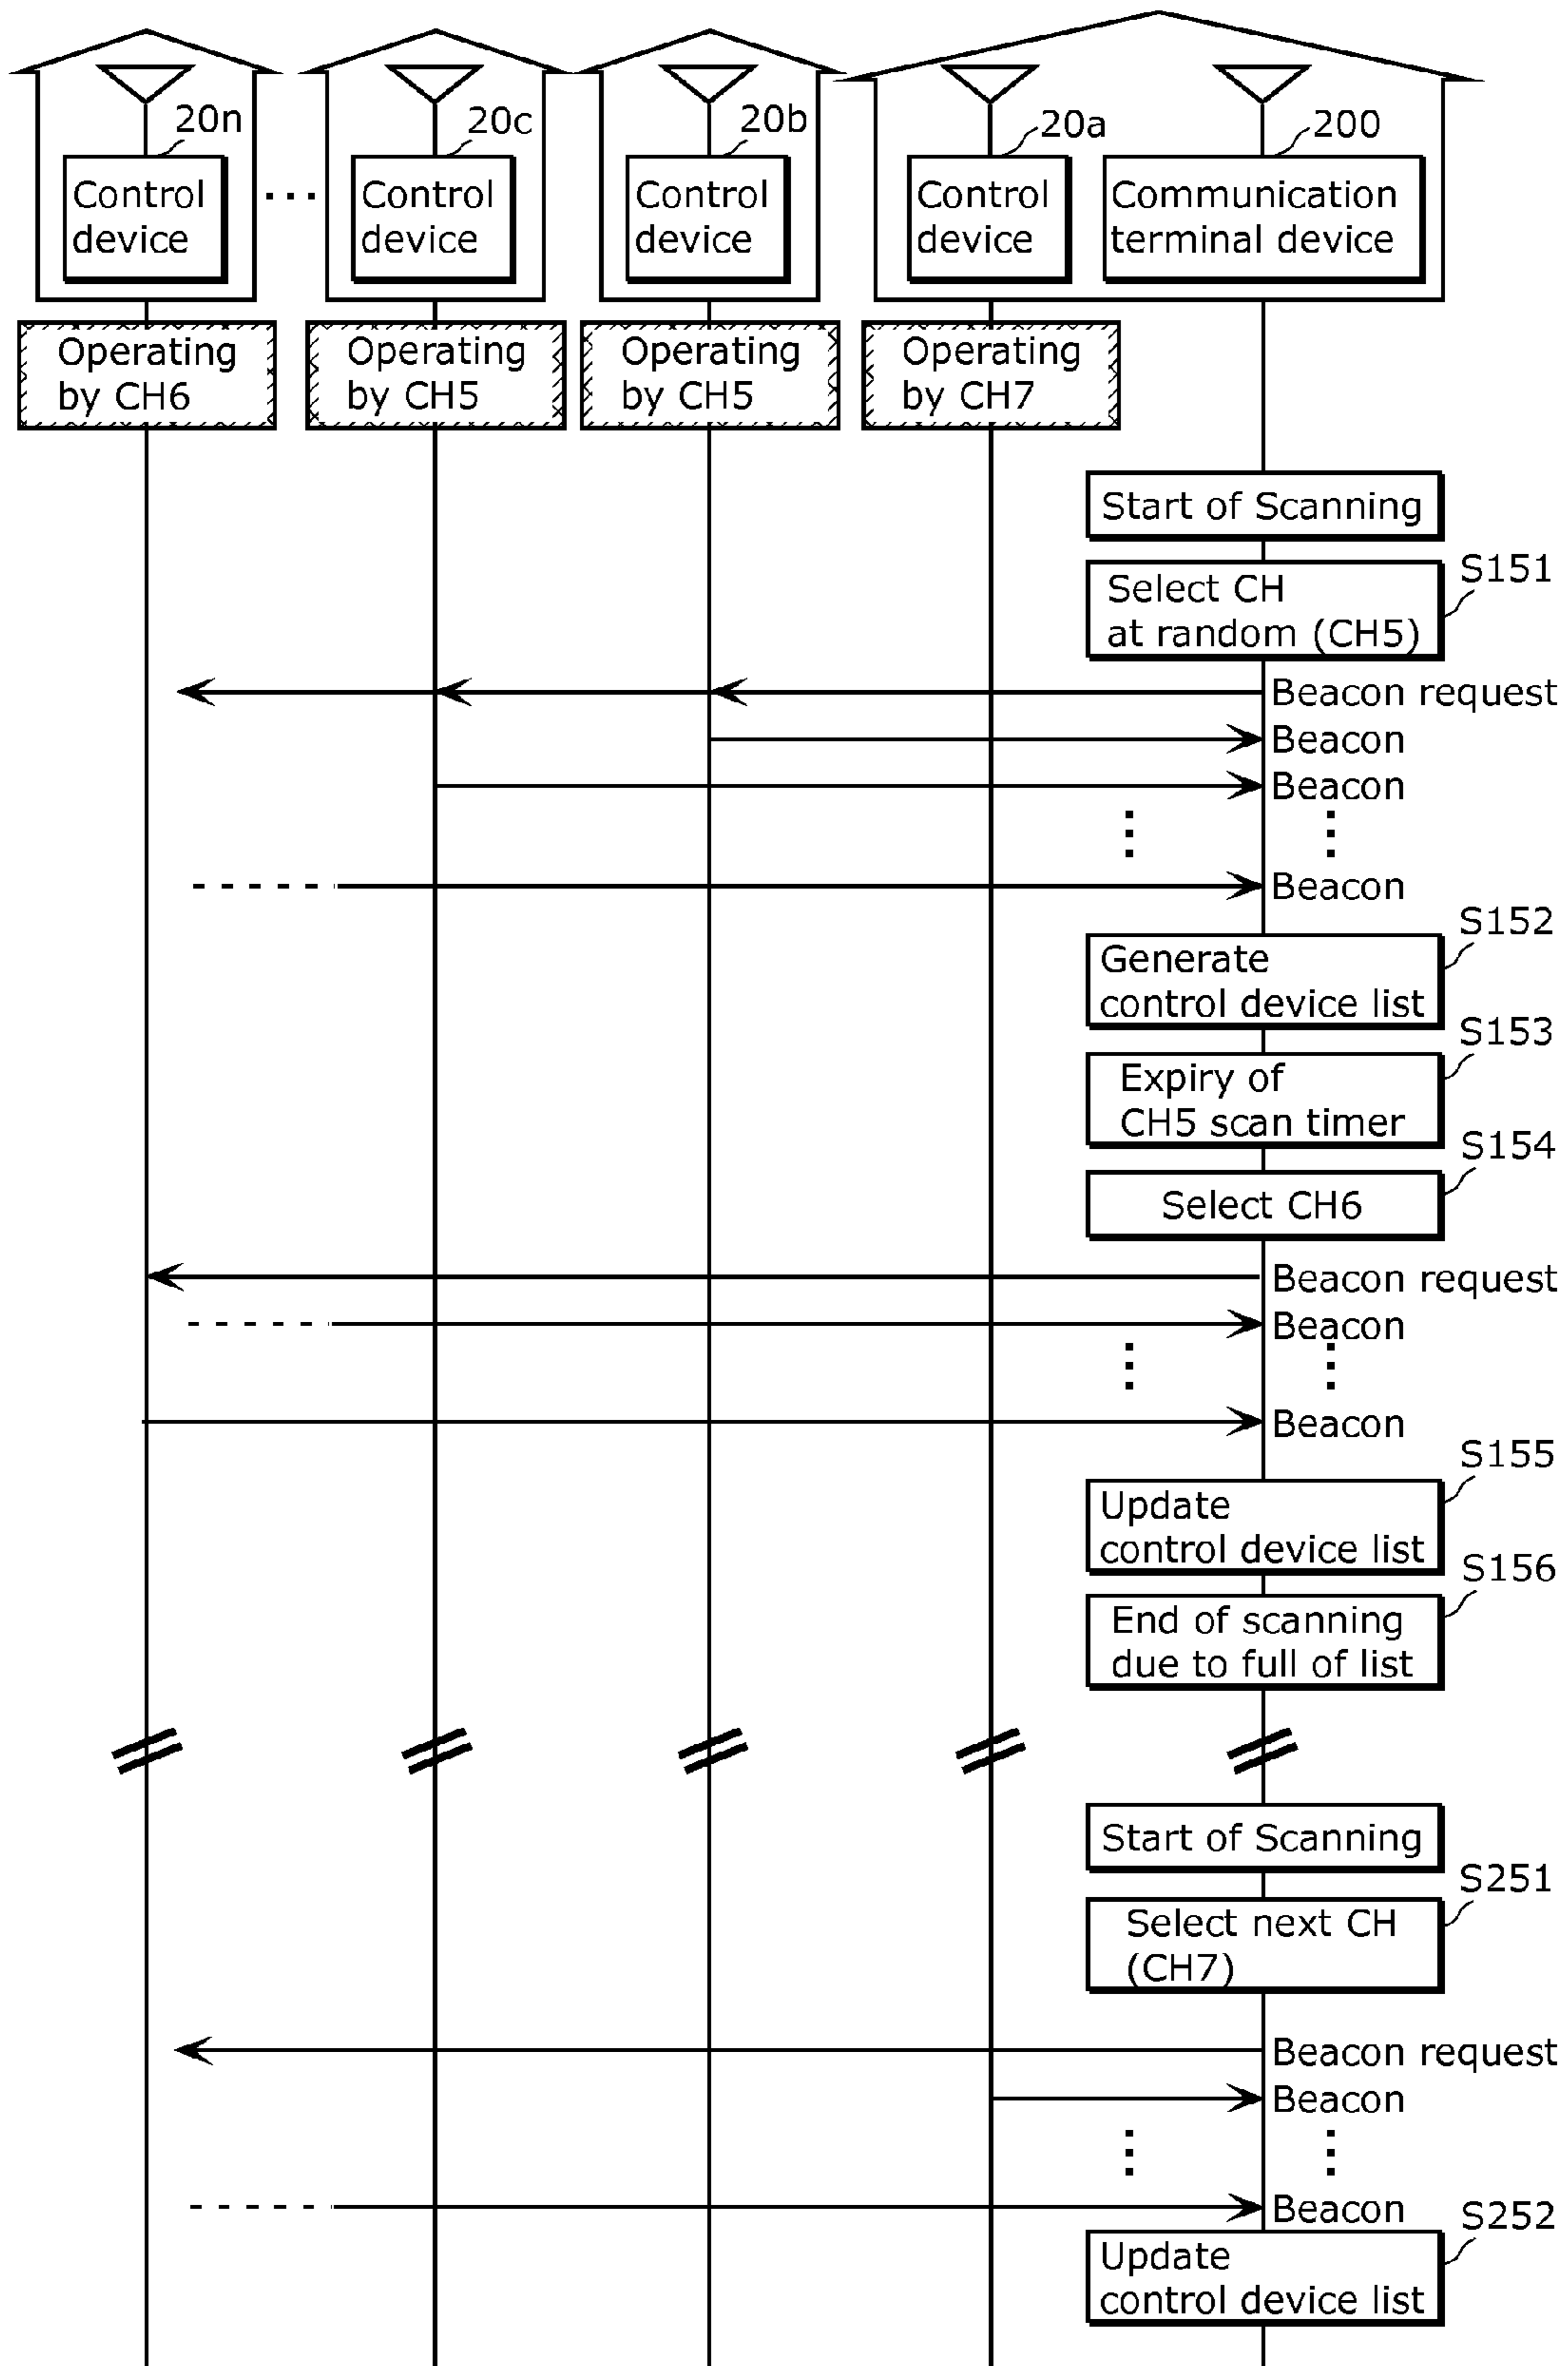 20n
20c
20b
20a
200
Control
device
...
Control
device
Control
device
Control
device
Communication
terminal device
Operating
by CH6
Operating
by CH5
Operating
by CH5
Operating
by CH7
Start of Scanning
S151
Select CH
at random (CH5)
Beacon request
Beacon
Beacon
Beacon
S152
Generate
control device list
S153
Expiry of
CH5 scan timer
S154
Select CH6
Beacon request
Beacon
Beacon
S155
Update
control device list
S156
End of scanning
due to full of list
Start of Scanning
S251
Select next CH
(CH7)
Beacon request
Beacon
Beacon
S252
Update
control device list